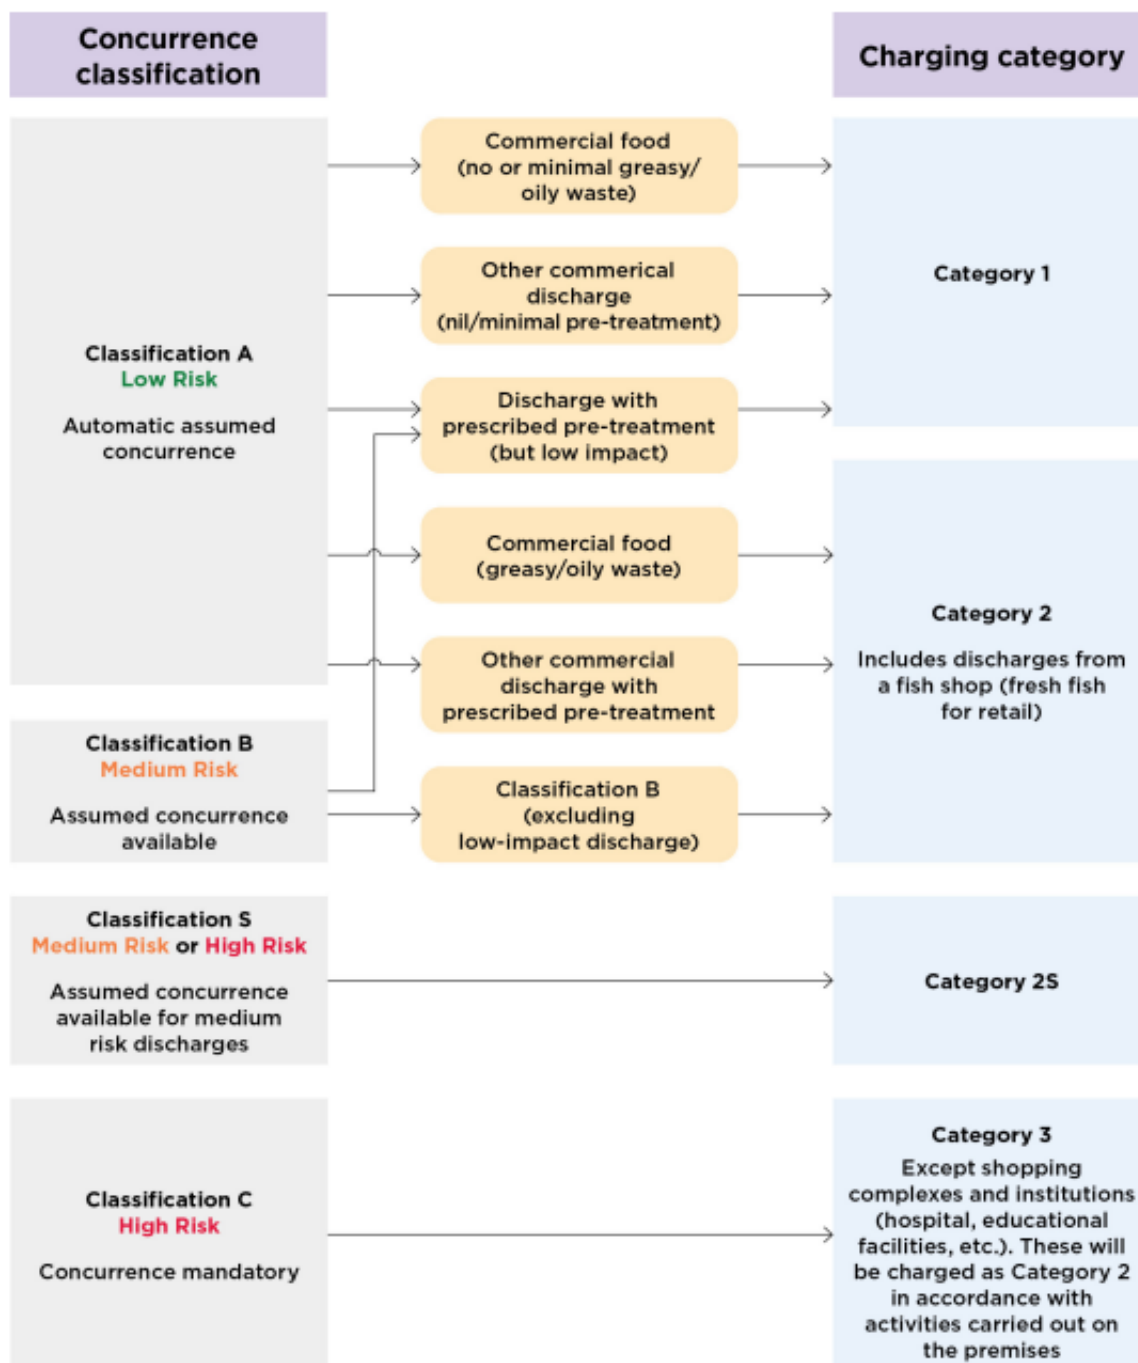 Concurrence
classification
Charging category
Classification A
Low Risk
Automatic assumed
concurrence
Commercial food
(no or minimal greasy/
oily waste)
Other commerical
discharge
(nil/minimal pre-treatment)
Discharge with
prescribed pre-treatment
(but low impact)
Category 1
Commercial food
(greasy/oily waste)
Other commercial
discharge with
prescribed pre-treatment
Classification B
Medium Risk
Assumed concurrence
available
Classification B
(excluding
low-impact discharge)
Category 2
Includes discharges from
a fish shop (fresh fish
for retail)
Classification S
Medium Risk or High Risk
Assumed concurrence
available for medium
risk discharges
Category 2S
Classification C
High Risk
Concurrence mandatory
Category 3
Except shopping
complexes and institutions
(hospital, educational
facilities, etc.). These will
be charged as Category 2
in accordance with
activities carried out on
the premises